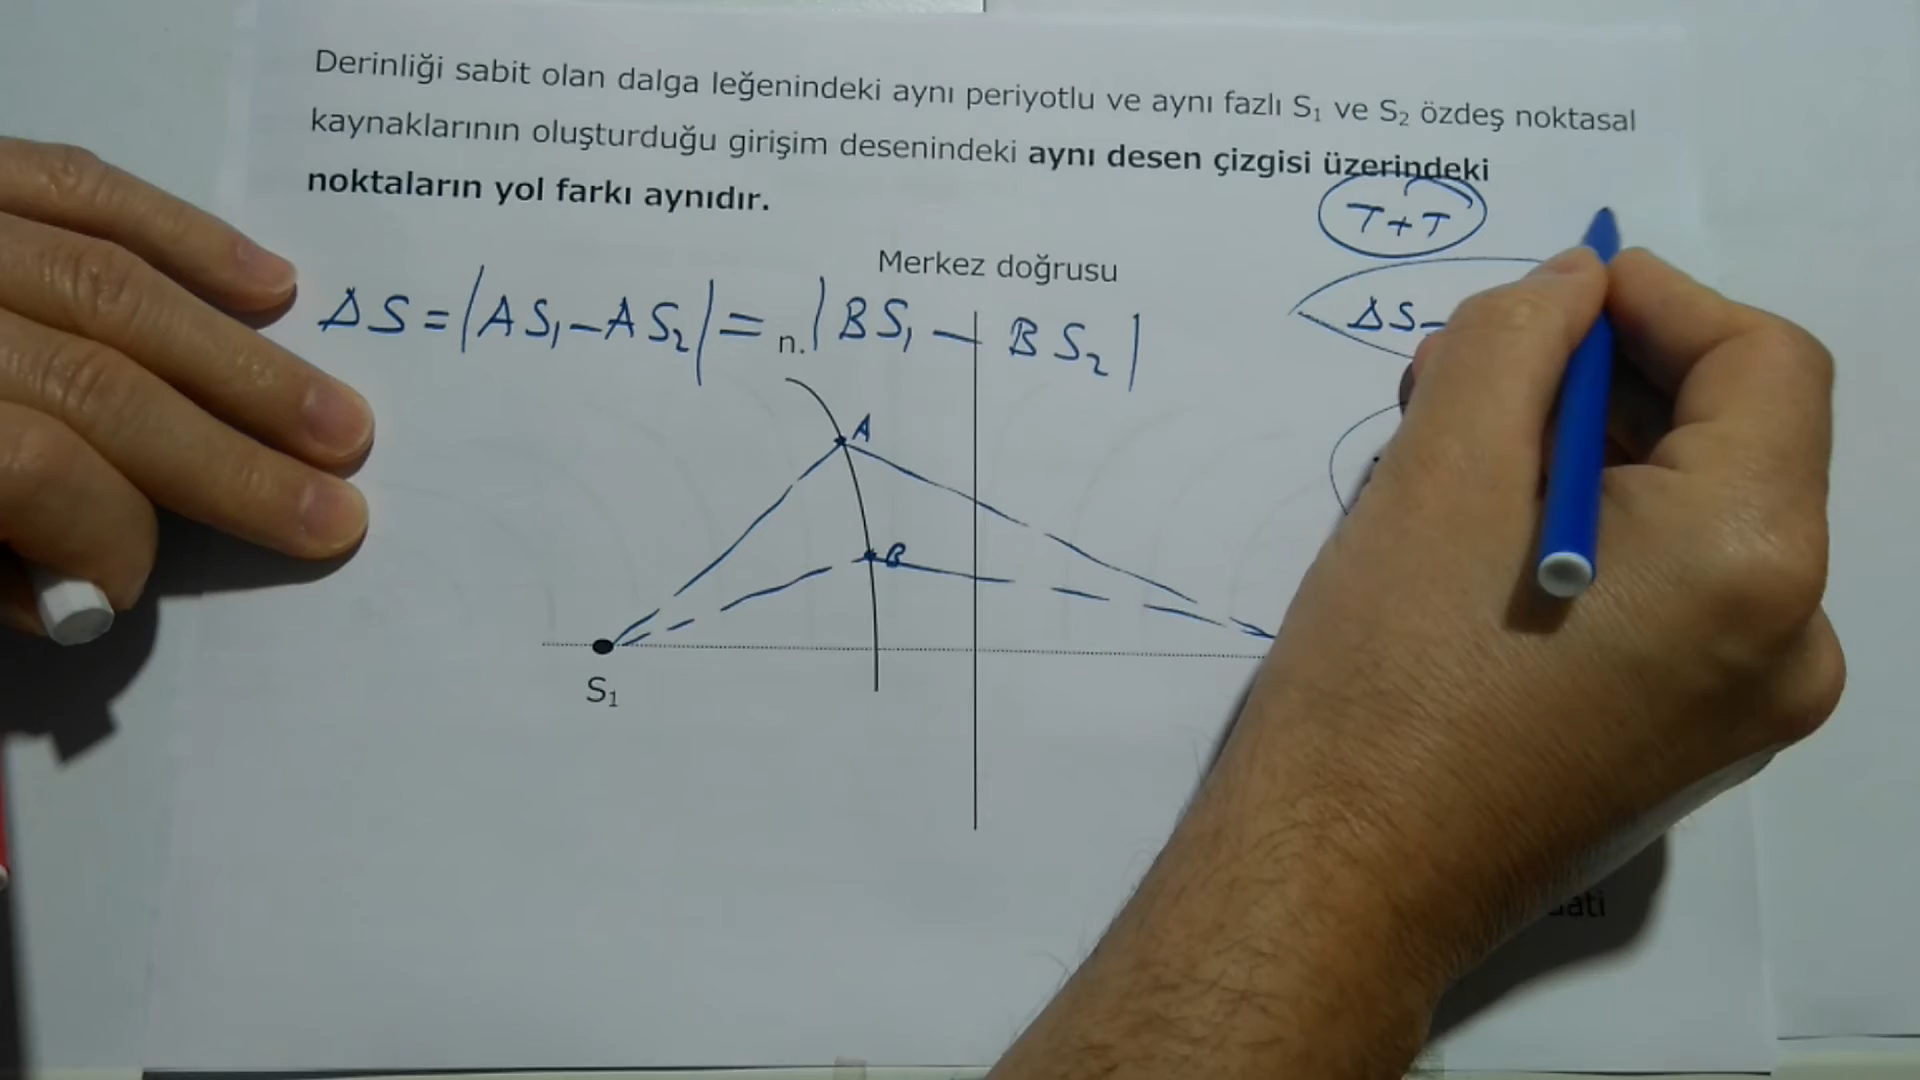 Derinliği sabit olan dalga leğenindeki aynı periyotlu ve aynı fazlı S₁ ve S₂ özdeş noktasal
kaynaklarının oluşturduğu girişim desenindeki aynı desen çizgisi üzerindeki
noktaların yol farkı aynıdır.
T+T
Merkez doğrusu
ΔS=|AS₁-AS₂|= |BS₁ - BS₂|
ΔS=
n.
A
B
S₁